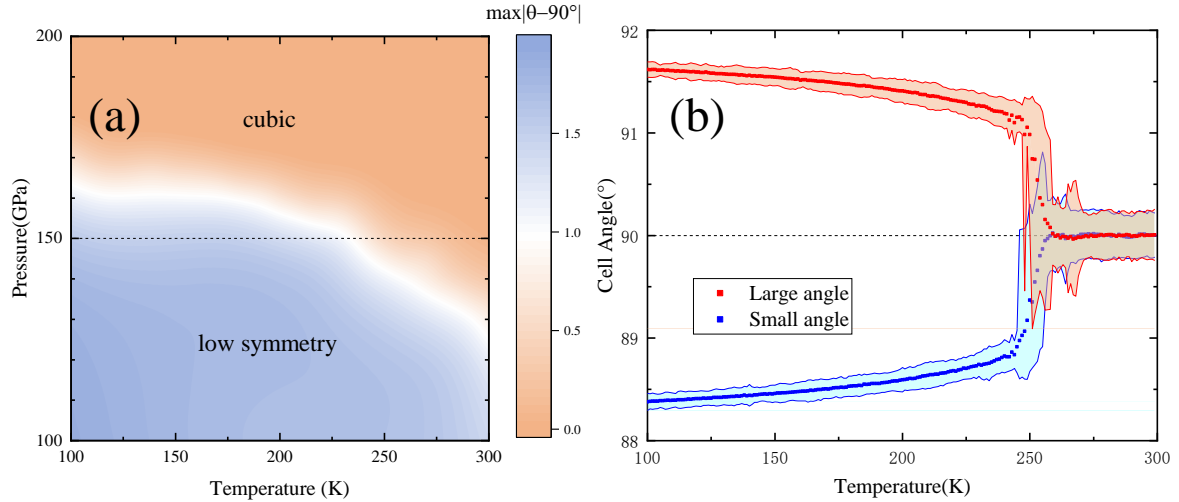 max|θ−90°|
200
150
100
Pressure(GPa)
(a)
cubic
low symmetry
100
150
200
250
300
Temperature (K)
1.5
1.0
0.5
0.0
92
91
90
89
88
Cell Angle(°)
(b)
Large angle
Small angle
100
150
200
250
300
Temperature(K)